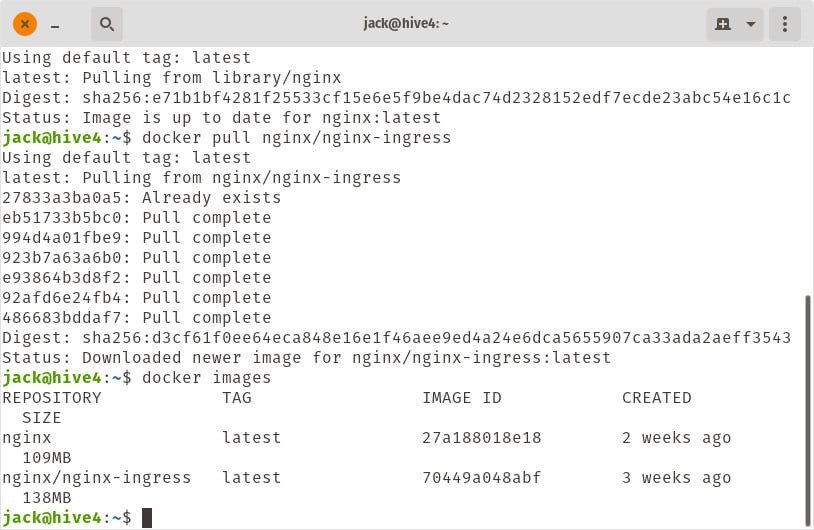 jack@hive4: ~
Using default tag: latest
latest: Pulling from library/nginx
Digest: sha256:e71b1bf4281f25533cf15e6e5f9be4dac74d2328152edf7ecde23abc54e16c1c
Status: Image is up to date for nginx:latest
jack@hive4:~$ docker pull nginx/nginx-ingress
Using default tag: latest
latest: Pulling from nginx/nginx-ingress
27833a3ba0a5: Already exists
eb51733b5bc0: Pull complete
994d4a01fbe9: Pull complete
923b7a63a6b0: Pull complete
e93864b3d8f2: Pull complete
92afd6e24fb4: Pull complete
486683bddaf7: Pull complete
Digest: sha256:d3cf61f0ee64eca848e16e1f46aee9ed4a24e6dca5655907ca33ada2aeff3543
Status: Downloaded newer image for nginx/nginx-ingress:latest
jack@hive4:~$ docker images
REPOSITORY            TAG                 IMAGE ID            CREATED
  SIZE
nginx                 latest              27a188018e18        2 weeks ago
  109MB
nginx/nginx-ingress   latest              70449a048abf        3 weeks ago
  138MB
jack@hive4:~$